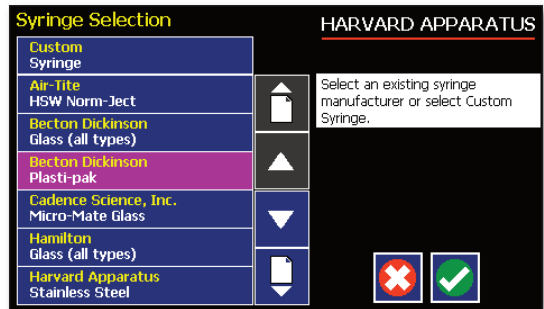 Syringe Selection
HARVARD APPARATUS
Custom
Syringe
Air-Tite
HSW Norm-Ject
Becton Dickinson
Glass (all types)
Becton Dickinson
Plasti-pak
Cadence Science, Inc.
Micro-Mate Glass
Hamilton
Glass (all types)
Harvard Apparatus
Stainless Steel
Select an existing syringe
manufacturer or select Custom
Syringe.